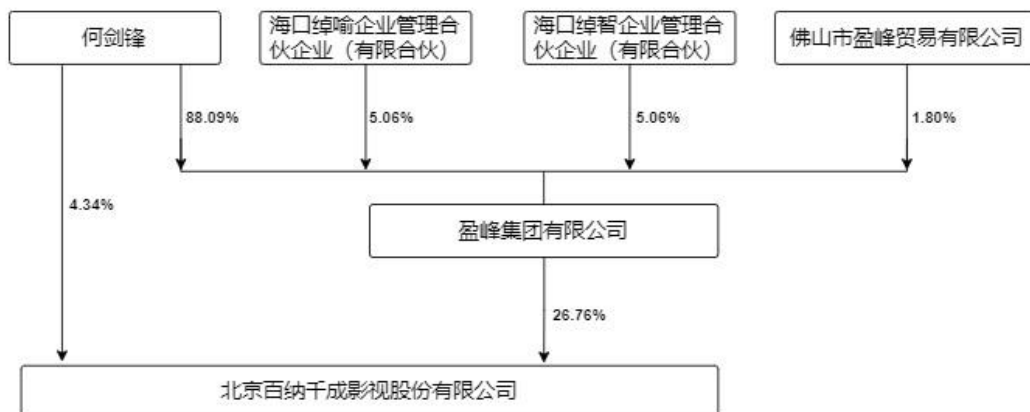 何剑锋
海口绰喻企业管理合
伙企业（有限合伙）
海口绰智企业管理合
伙企业（有限合伙）
佛山市盈峰贸易有限公司
88.09%
5.06%
5.06%
1.80%
4.34%
盈峰集团有限公司
26.76%
北京百纳千成影视股份有限公司